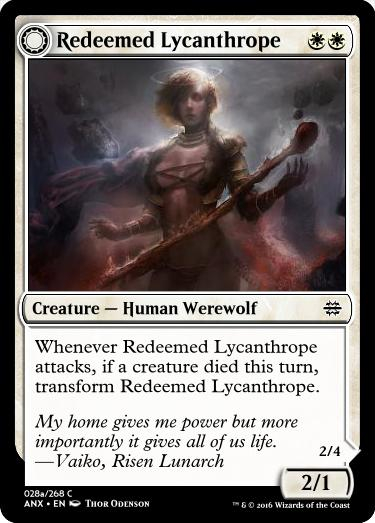 Redeemed Lycanthrope
Creature — Human Werewolf
Whenever Redeemed Lycanthrope
attacks, if a creature died this turn,
transform Redeemed Lycanthrope.
My home gives me power but more
importantly it gives all of us life.
—Vaiko, Risen Lunarch
2/4
2/1
028a/268 C
ANX • EN Thor Odenson
™ & © 2016 Wizards of the Coast